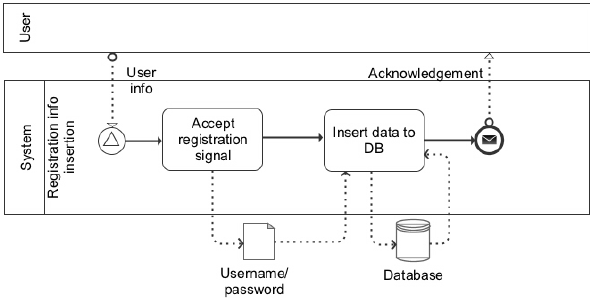 User
User
info
Acknowledgement
System
Registration info
insertion
Accept
registration
signal
Insert data to
DB
Username/
password
Database